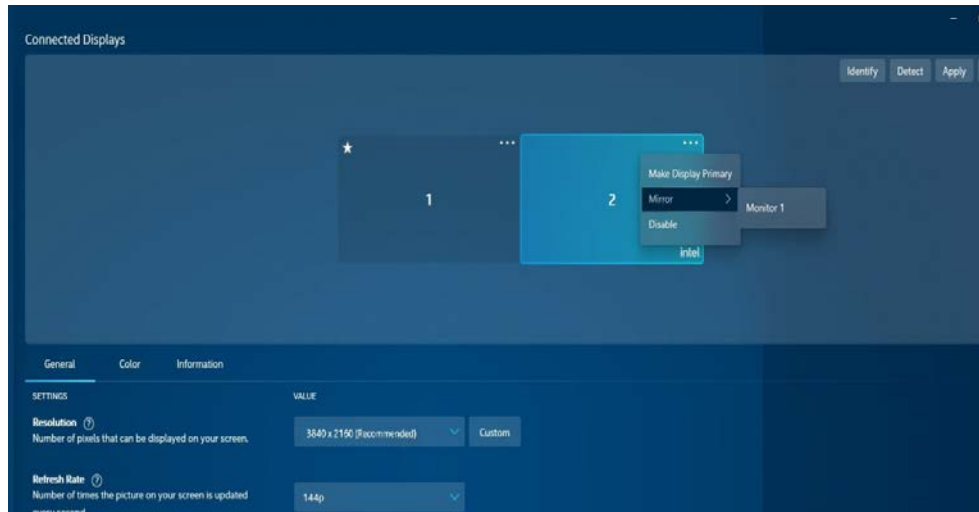 Connected Displays
Identify Detect Apply
1
2
Make Display Primary
Mirror
Monitor 1
Disable
intel
General Color Information
SETTINGS VALUE
Resolution
Number of pixels that can be displayed on your screen.
3840 x 2160 (Recommended)
Custom
Refresh Rate
Number of times the picture on your screen is updated
every second
144p